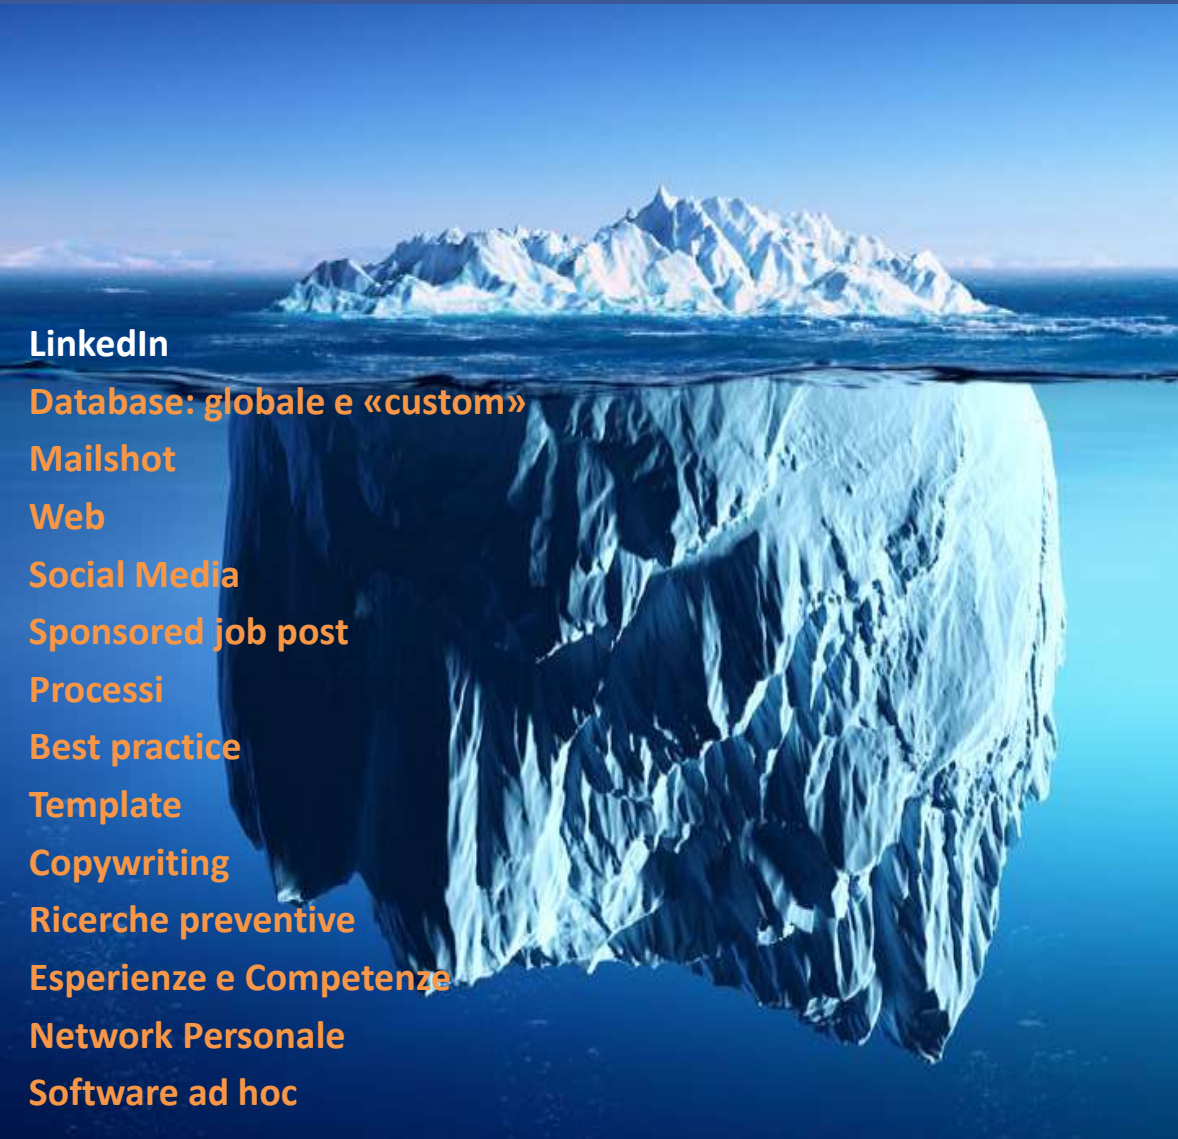 LinkedIn
Database: globale e «custom»
Mailshot
Web
Social Media
Sponsored job post
Processi
Best practice
Template
Copywriting
Ricerche preventive
Esperienze e Competenze
Network Personale
Software ad hoc